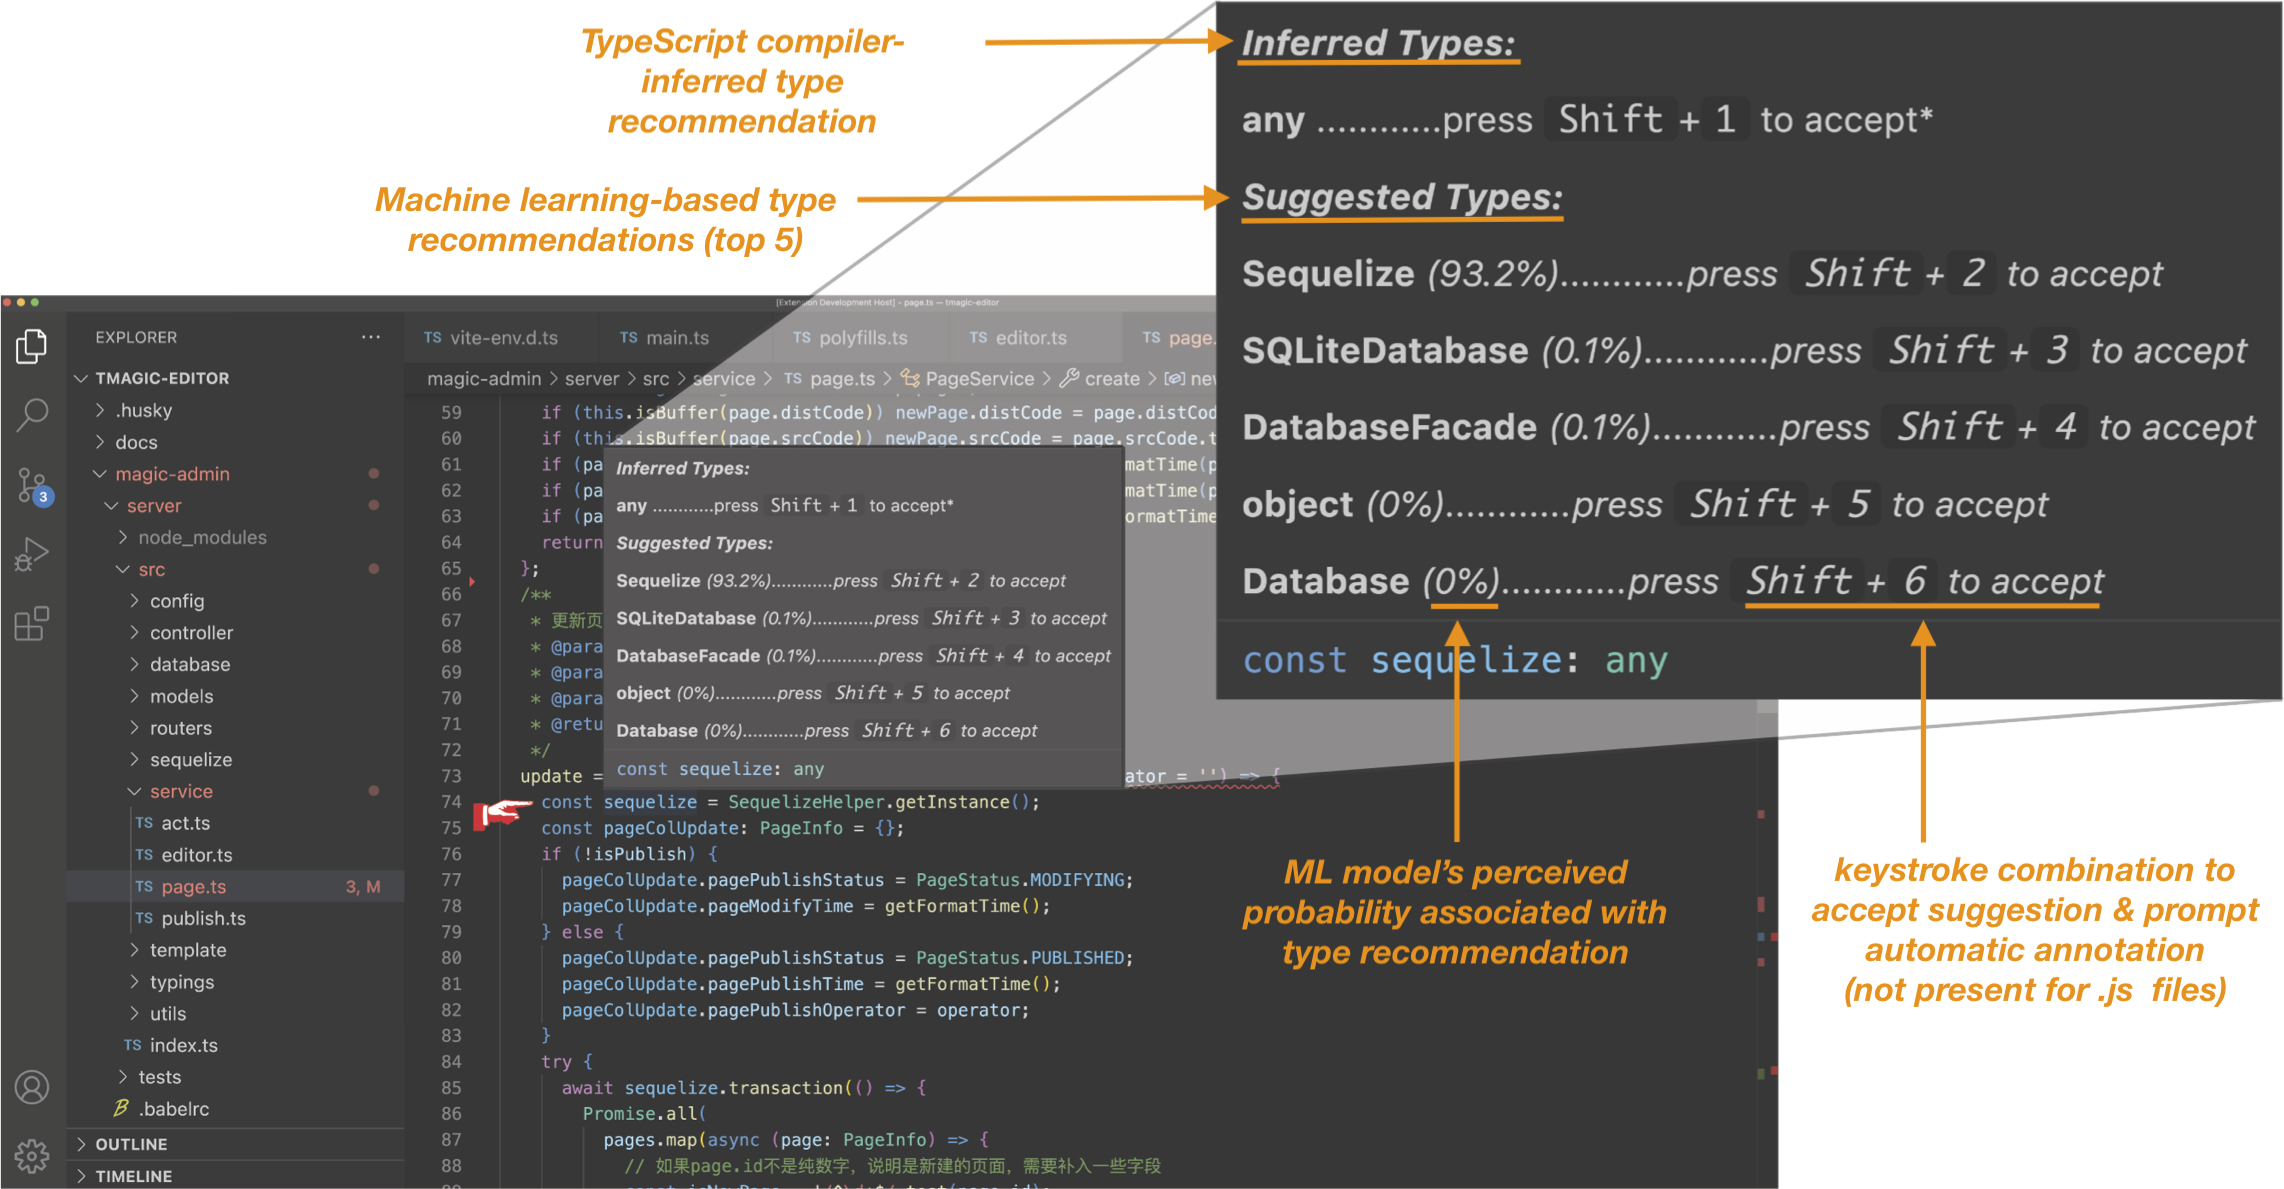 TypeScript compiler-
inferred type
recommendation
Machine learning-based type
recommendations (top 5)
Inferred Types:
any ............press Shift + 1 to accept*
Suggested Types:
Sequelize (93.2%)............press Shift + 2 to accept
SQLiteDatabase (0.1%)............press Shift + 3 to accept
DatabaseFacade (0.1%)............press Shift + 4 to accept
object (0%)............press Shift + 5 to accept
Database (0%)............press Shift + 6 to accept
const sequelize: any
[Extension Development Host] - page.ts — tmagic-editor
EXPLORER ...
TMAGIC-EDITOR
.husky
docs
magic-admin
server
node_modules
src
config
controller
database
models
routers
sequelize
service
TS act.ts
TS editor.ts
TS page.ts 3, M
TS publish.ts
template
typings
utils
TS index.ts
tests
B .babelrc
OUTLINE
TIMELINE
3
TS vite-env.d.ts TS main.ts TS polyfills.ts TS editor.ts TS page.
magic-admin > server > src > service > TS page.ts > PageService > create > new
59 if (this.isBuffer(page.distCode)) newPage.distCode = page.distCod
60 if (this.isBuffer(page.srcCode)) newPage.srcCode = page.srcCode.t
61 if (pa matTime(p
62 if (pa matTime(p
63 if (pa ormatTime
64 return
65 };
66 /**
67 * 更新页
68 * @para
69 * @para
70 * @para
71 * @retu
72 */
73 update = ator = '') => {
Inferred Types:
any ............press Shift + 1 to accept*
Suggested Types:
Sequelize (93.2%)............press Shift + 2 to accept
SQLiteDatabase (0.1%)............press Shift + 3 to accept
DatabaseFacade (0.1%)............press Shift + 4 to accept
object (0%)............press Shift + 5 to accept
Database (0%)............press Shift + 6 to accept
const sequelize: any
74 const sequelize = SequelizeHelper.getInstance();
75 const pageColUpdate: PageInfo = {};
76 if (!isPublish) {
77 pageColUpdate.pagePublishStatus = PageStatus.MODIFYING;
78 pageColUpdate.pageModifyTime = getFormatTime();
79 } else {
80 pageColUpdate.pagePublishStatus = PageStatus.PUBLISHED;
81 pageColUpdate.pagePublishTime = getFormatTime();
82 pageColUpdate.pagePublishOperator = operator;
83 }
84 try {
85 await sequelize.transaction(() => {
86 Promise.all(
87 pages.map(async (page: PageInfo) => {
88 // 如果page.id不是纯数字，说明是新建的页面，需要补入一些字段
ML model's perceived
probability associated with
type recommendation
keystroke combination to
accept suggestion & prompt
automatic annotation
(not present for .js files)